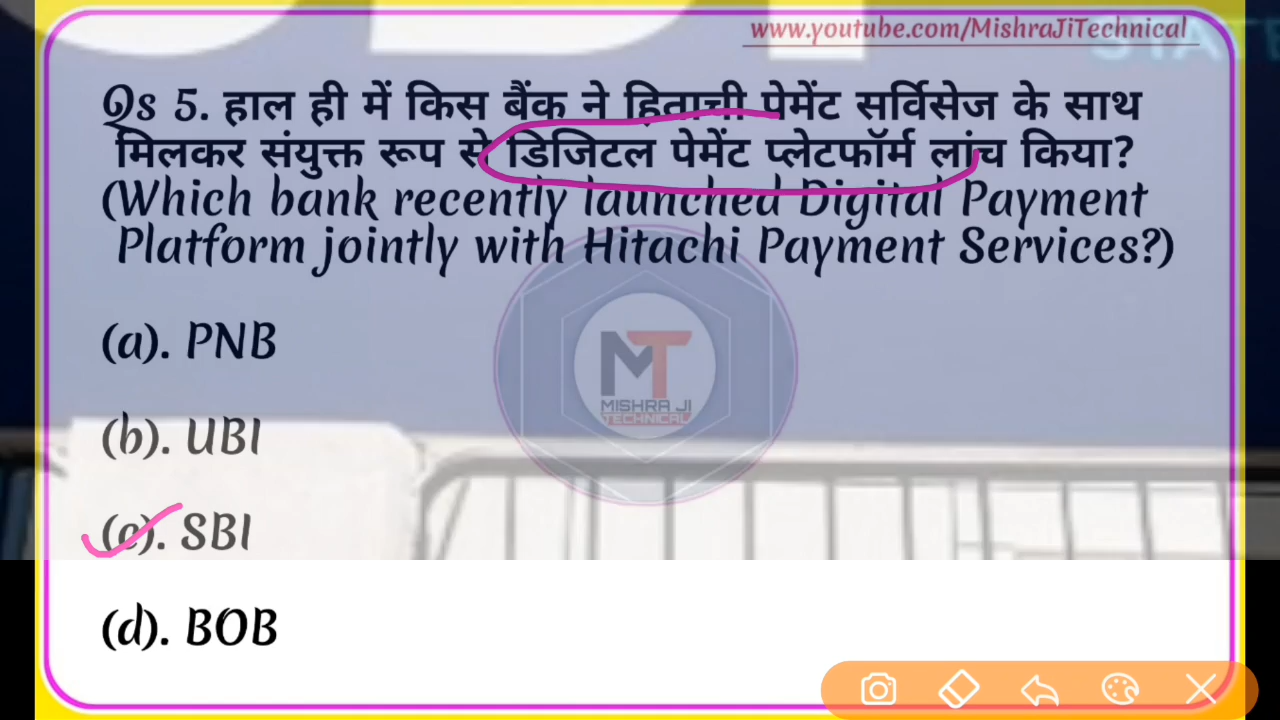 www.youtube.com/MishraJiTechnical
Qs 5. हाल ही में किस बैंक ने हिताची पेमेंट सर्विसेज के साथ
मिलकर संयुक्त रूप से डिजिटल पेमेंट प्लेटफॉर्म लांच किया?
(Which bank recently launched Digital Payment
Platform jointly with Hitachi Payment Services?)
(a). PNB
MT
MISHRA JI
TECHNICAL
(b). UBI
(c). SBI
(d). BOB